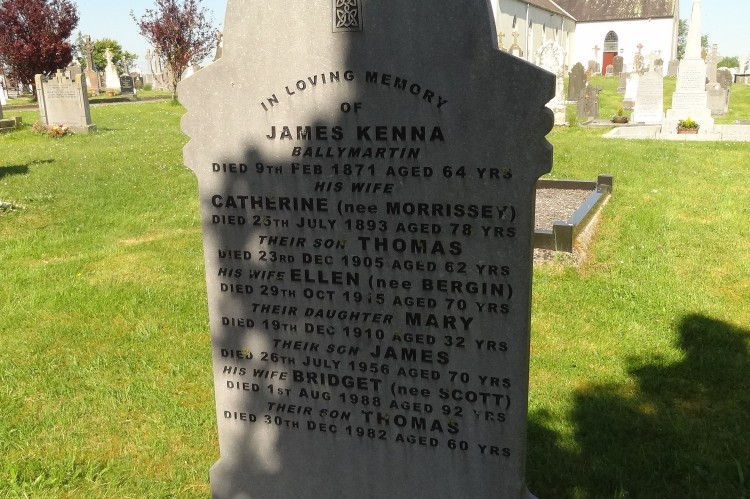 IN LOVING MEMORY
OF
JAMES KENNA
BALLYMARTIN
DIED 9TH FEB 1871 AGED 64 YRS
HIS WIFE
CATHERINE (nee MORRISSEY)
DIED 25TH JULY 1893 AGED 78 YRS
THEIR SON THOMAS
DIED 23RD DEC 1905 AGED 62 YRS
HIS WIFE ELLEN (nee BERGIN)
DIED 29TH OCT 1915 AGED 70 YRS
THEIR DAUGHTER MARY
DIED 19TH DEC 1910 AGED 32 YRS
THEIR SON JAMES
DIED 26TH JULY 1956 AGED 70 YRS
HIS WIFE BRIDGET (nee SCOTT)
DIED 1ST AUG 1988 AGED 92 YRS
THEIR SON THOMAS
DIED 30TH DEC 1982 AGED 60 YRS